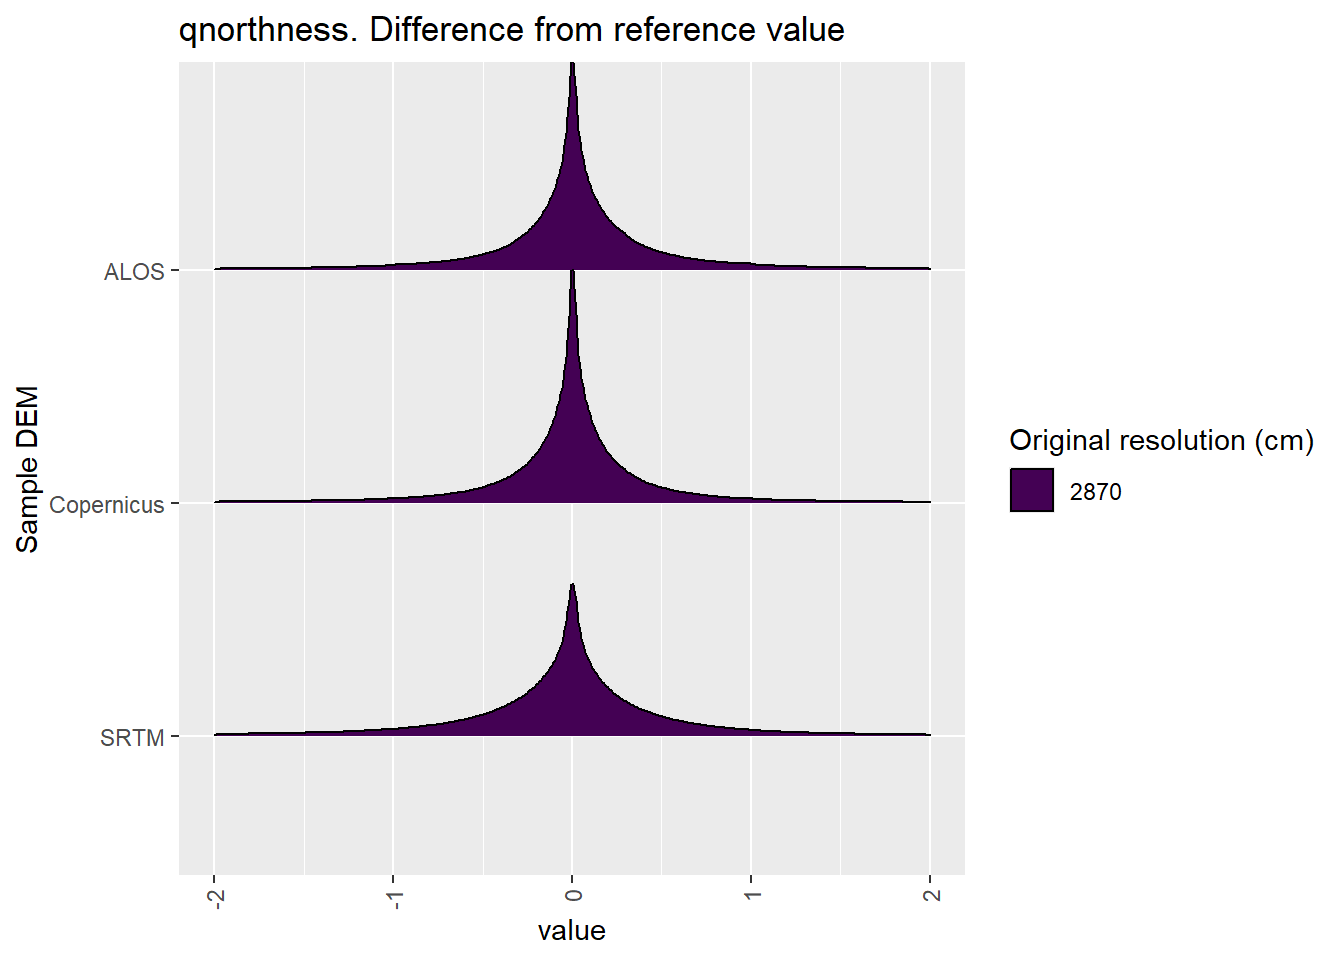 qnorthness. Difference from reference value
Sample DEM
ALOS
Copernicus
SRTM
-2
-1
0
1
2
value
Original resolution (cm)
2870